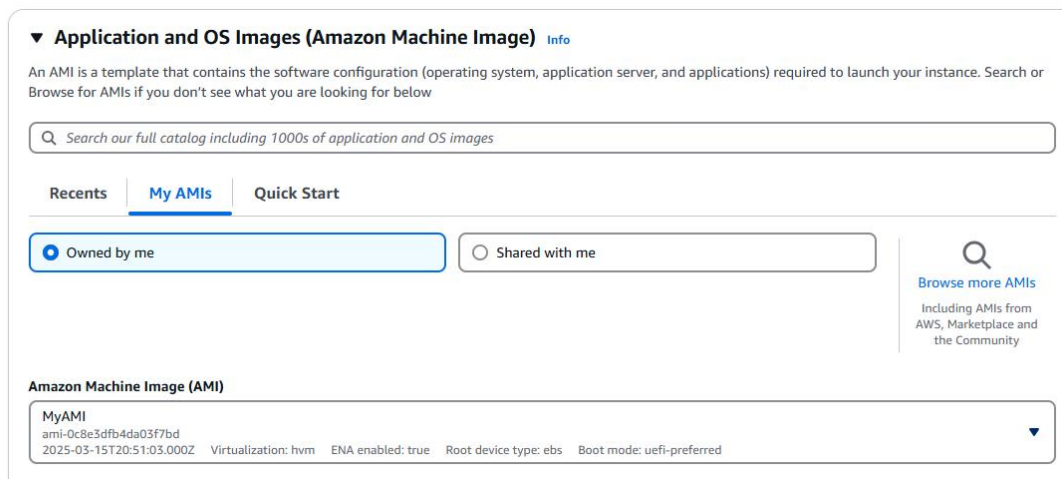 Application and OS Images (Amazon Machine Image) Info
An AMI is a template that contains the software configuration (operating system, application server, and applications) required to launch your instance. Search or
Browse for AMIs if you don't see what you are looking for below
Search our full catalog including 1000s of application and OS images
Recents My AMIs Quick Start
Owned by me Shared with me
Browse more AMIs
Including AMIs from
AWS, Marketplace and
the Community
Amazon Machine Image (AMI)
MyAMI
ami-0c8e3dfb4da03f7bd
2025-03-15T20:51:03.000Z Virtualization: hvm ENA enabled: true Root device type: ebs Boot mode: uefi-preferred